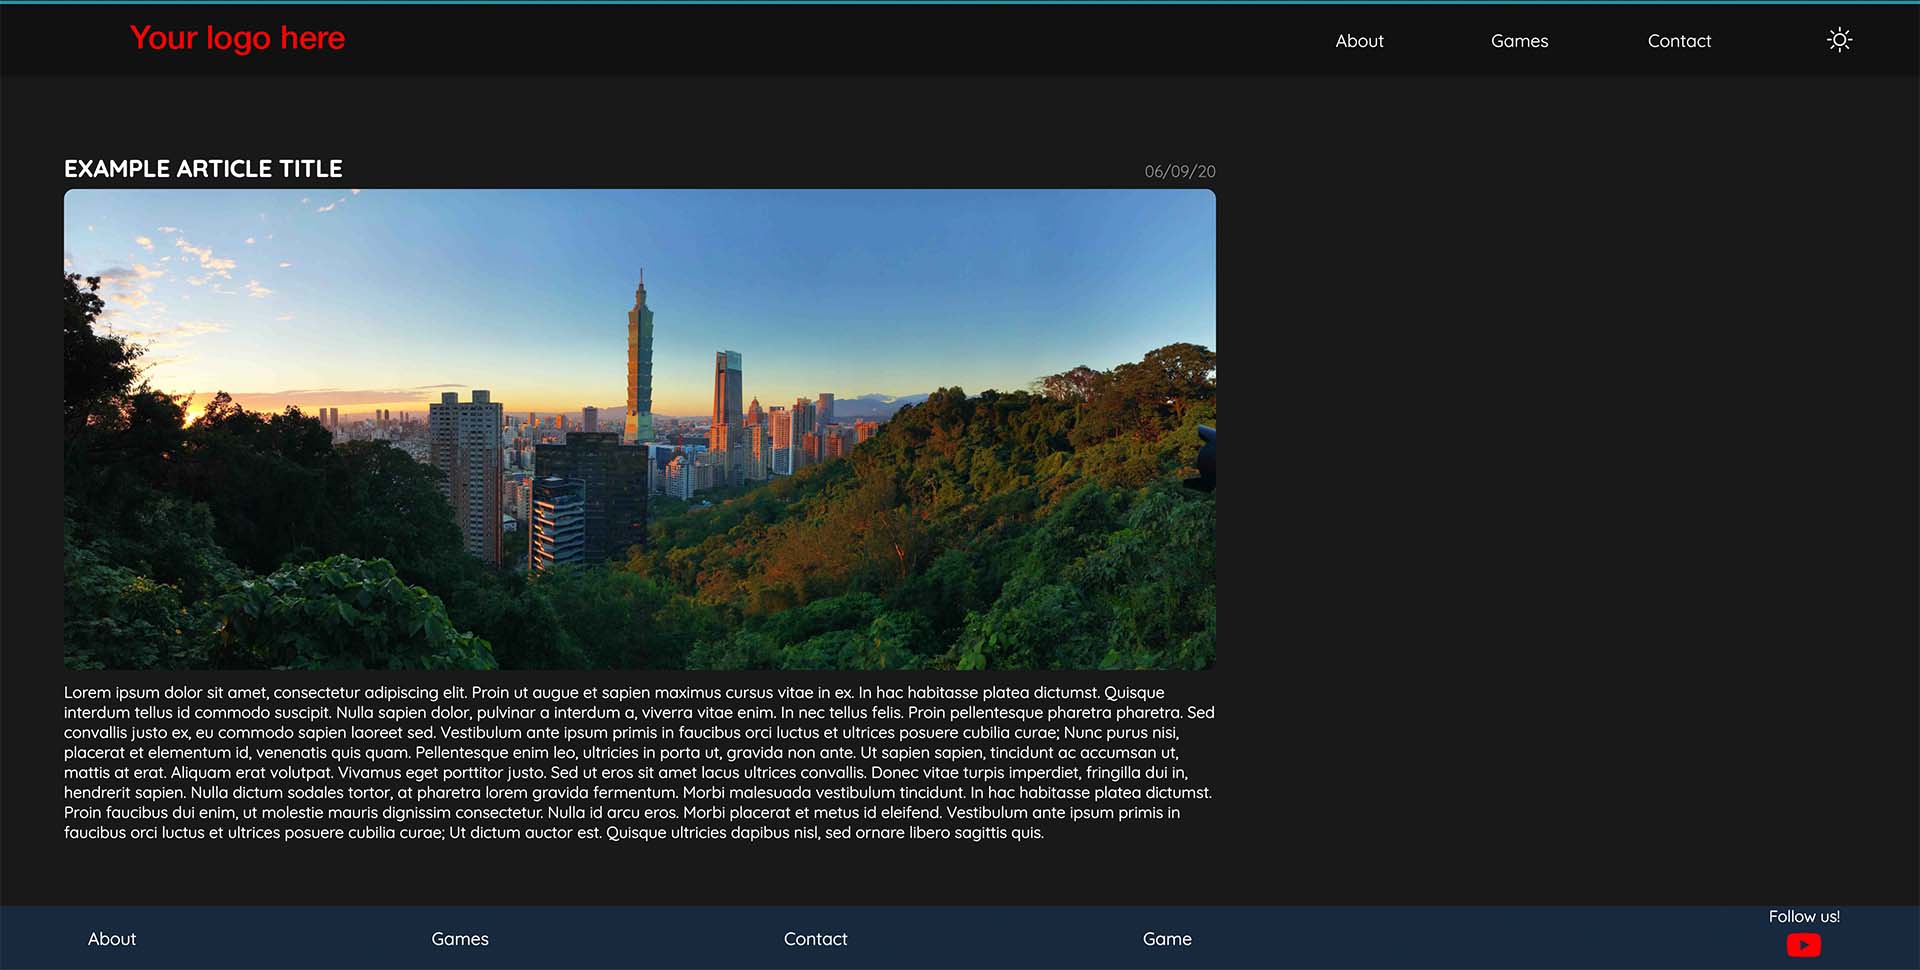 Your logo here
About
Games
Contact
EXAMPLE ARTICLE TITLE
06/09/20
Lorem ipsum dolor sit amet, consectetur adipiscing elit. Proin ut augue et sapien maximus cursus vitae in ex. In hac habitasse platea dictumst. Quisque
interdum tellus id commodo suscipit. Nulla sapien dolor, pulvinar a interdum a, viverra vitae enim. In nec tellus felis. Proin pellentesque pharetra pharetra. Sed
convallis justo ex, eu commodo sapien laoreet sed. Vestibulum ante ipsum primis in faucibus orci luctus et ultrices posuere cubilia curae; Nunc purus nisi,
placerat et elementum id, venenatis quis quam. Pellentesque enim leo, ultricies in porta ut, gravida non ante. Ut sapien sapien, tincidunt ac accumsan ut,
mattis at erat. Aliquam erat volutpat. Vivamus eget porttitor justo. Sed ut eros sit amet lacus ultrices convallis. Donec vitae turpis imperdiet, fringilla dui in,
hendrerit sapien. Nulla dictum sodales tortor, at pharetra lorem gravida fermentum. Morbi malesuada vestibulum tincidunt. In hac habitasse platea dictumst.
Proin faucibus dui enim, ut molestie mauris dignissim consectetur. Nulla id arcu eros. Morbi placerat et metus id eleifend. Vestibulum ante ipsum primis in
faucibus orci luctus et ultrices posuere cubilia curae; Ut dictum auctor est. Quisque ultricies dapibus nisl, sed ornare libero sagittis quis.
About
Games
Contact
Game
Follow us!